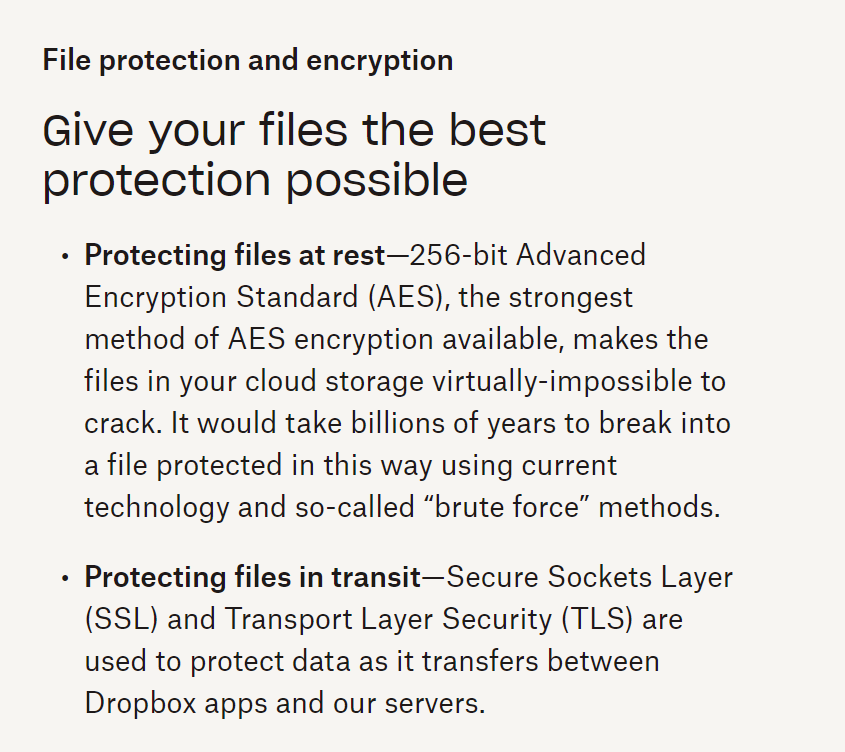 File protection and encryption
Give your files the best
protection possible
• Protecting files at rest—256-bit Advanced
Encryption Standard (AES), the strongest
method of AES encryption available, makes the
files in your cloud storage virtually-impossible to
crack. It would take billions of years to break into
a file protected in this way using current
technology and so-called “brute force” methods.
• Protecting files in transit—Secure Sockets Layer
(SSL) and Transport Layer Security (TLS) are
used to protect data as it transfers between
Dropbox apps and our servers.